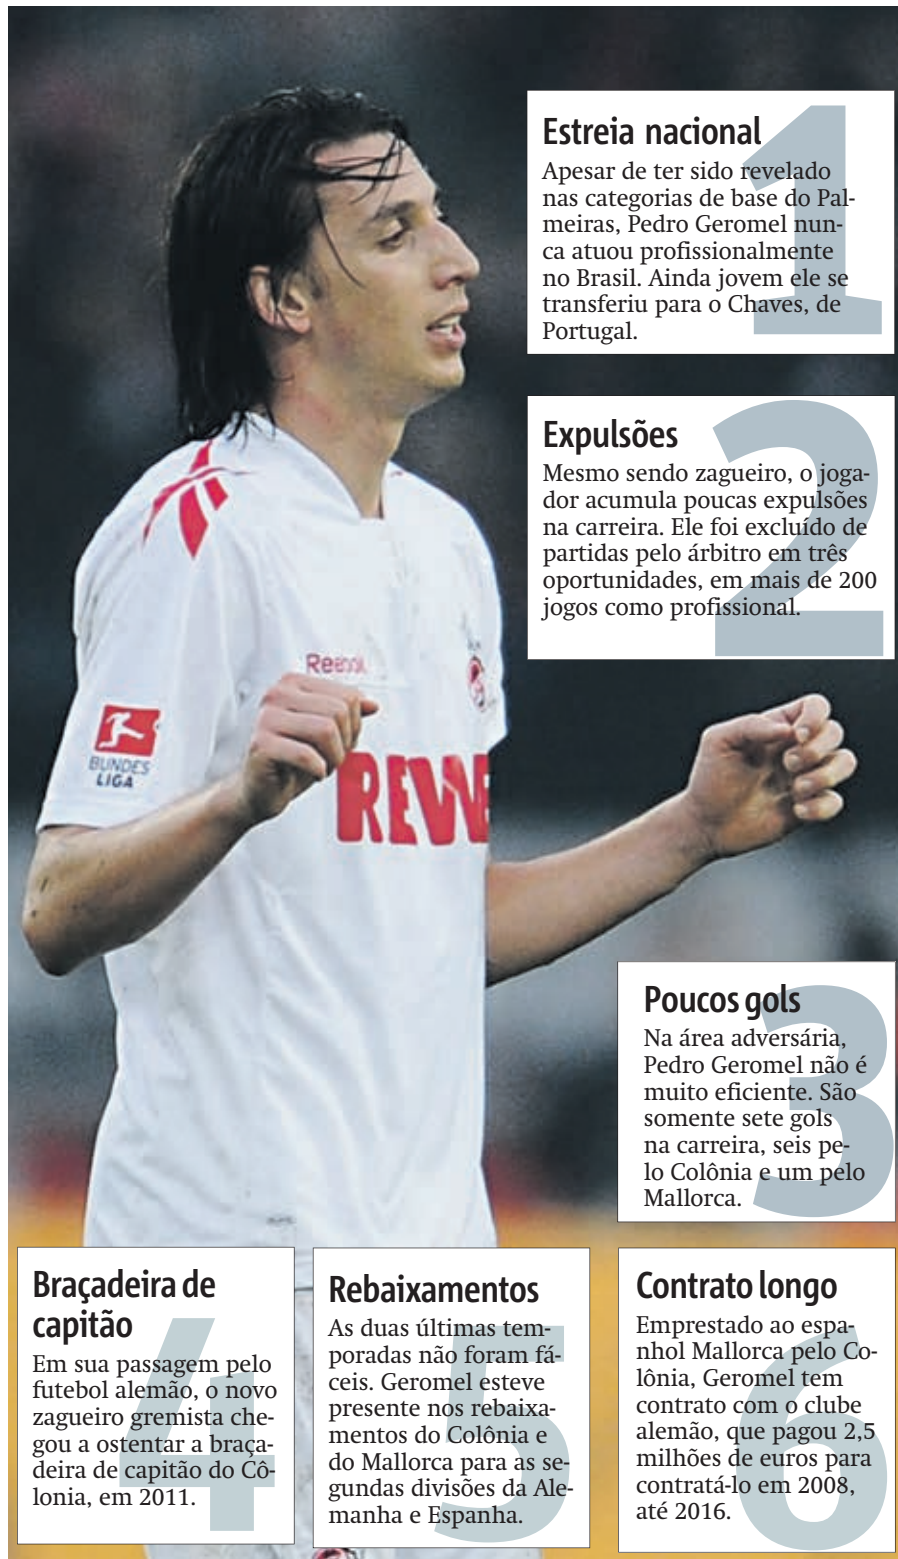 1
Estreia nacional
Apesar de ter sido revelado
nas categorias de base do Pal-
meiras, Pedro Geromel nun-
ca atuou profissionalmente
no Brasil. Ainda jovem ele se
transferiu para o Chaves, de
Portugal.
2
Expulsões
Mesmo sendo zagueiro, o joga-
dor acumula poucas expulsões
na carreira. Ele foi excluído de
partidas pelo árbitro em três
oportunidades, em mais de 200
jogos como profissional.
Reebok
BUNDES
LIGA
REWE
3
Poucos gols
Na área adversária,
Pedro Geromel não é
muito eficiente. São
somente sete gols
na carreira, seis pe-
lo Colônia e um pelo
Mallorca.
4
Braçadeira de
capitão
Em sua passagem pelo
futebol alemão, o novo
zagueiro gremista che-
gou a ostentar a braça-
deira de capitão do Cô-
lonia, em 2011.
5
Rebaixamentos
As duas últimas tem-
poradas não foram fá-
ceis. Geromel esteve
presente nos rebaixa-
mentos do Colônia e
do Mallorca para as se-
gundas divisões da Ale-
manha e Espanha.
6
Contrato longo
Emprestado ao espa-
nhol Mallorca pelo Co-
lônia, Geromel tem
contrato com o clube
alemão, que pagou 2,5
milhões de euros para
contratá-lo em 2008,
até 2016.